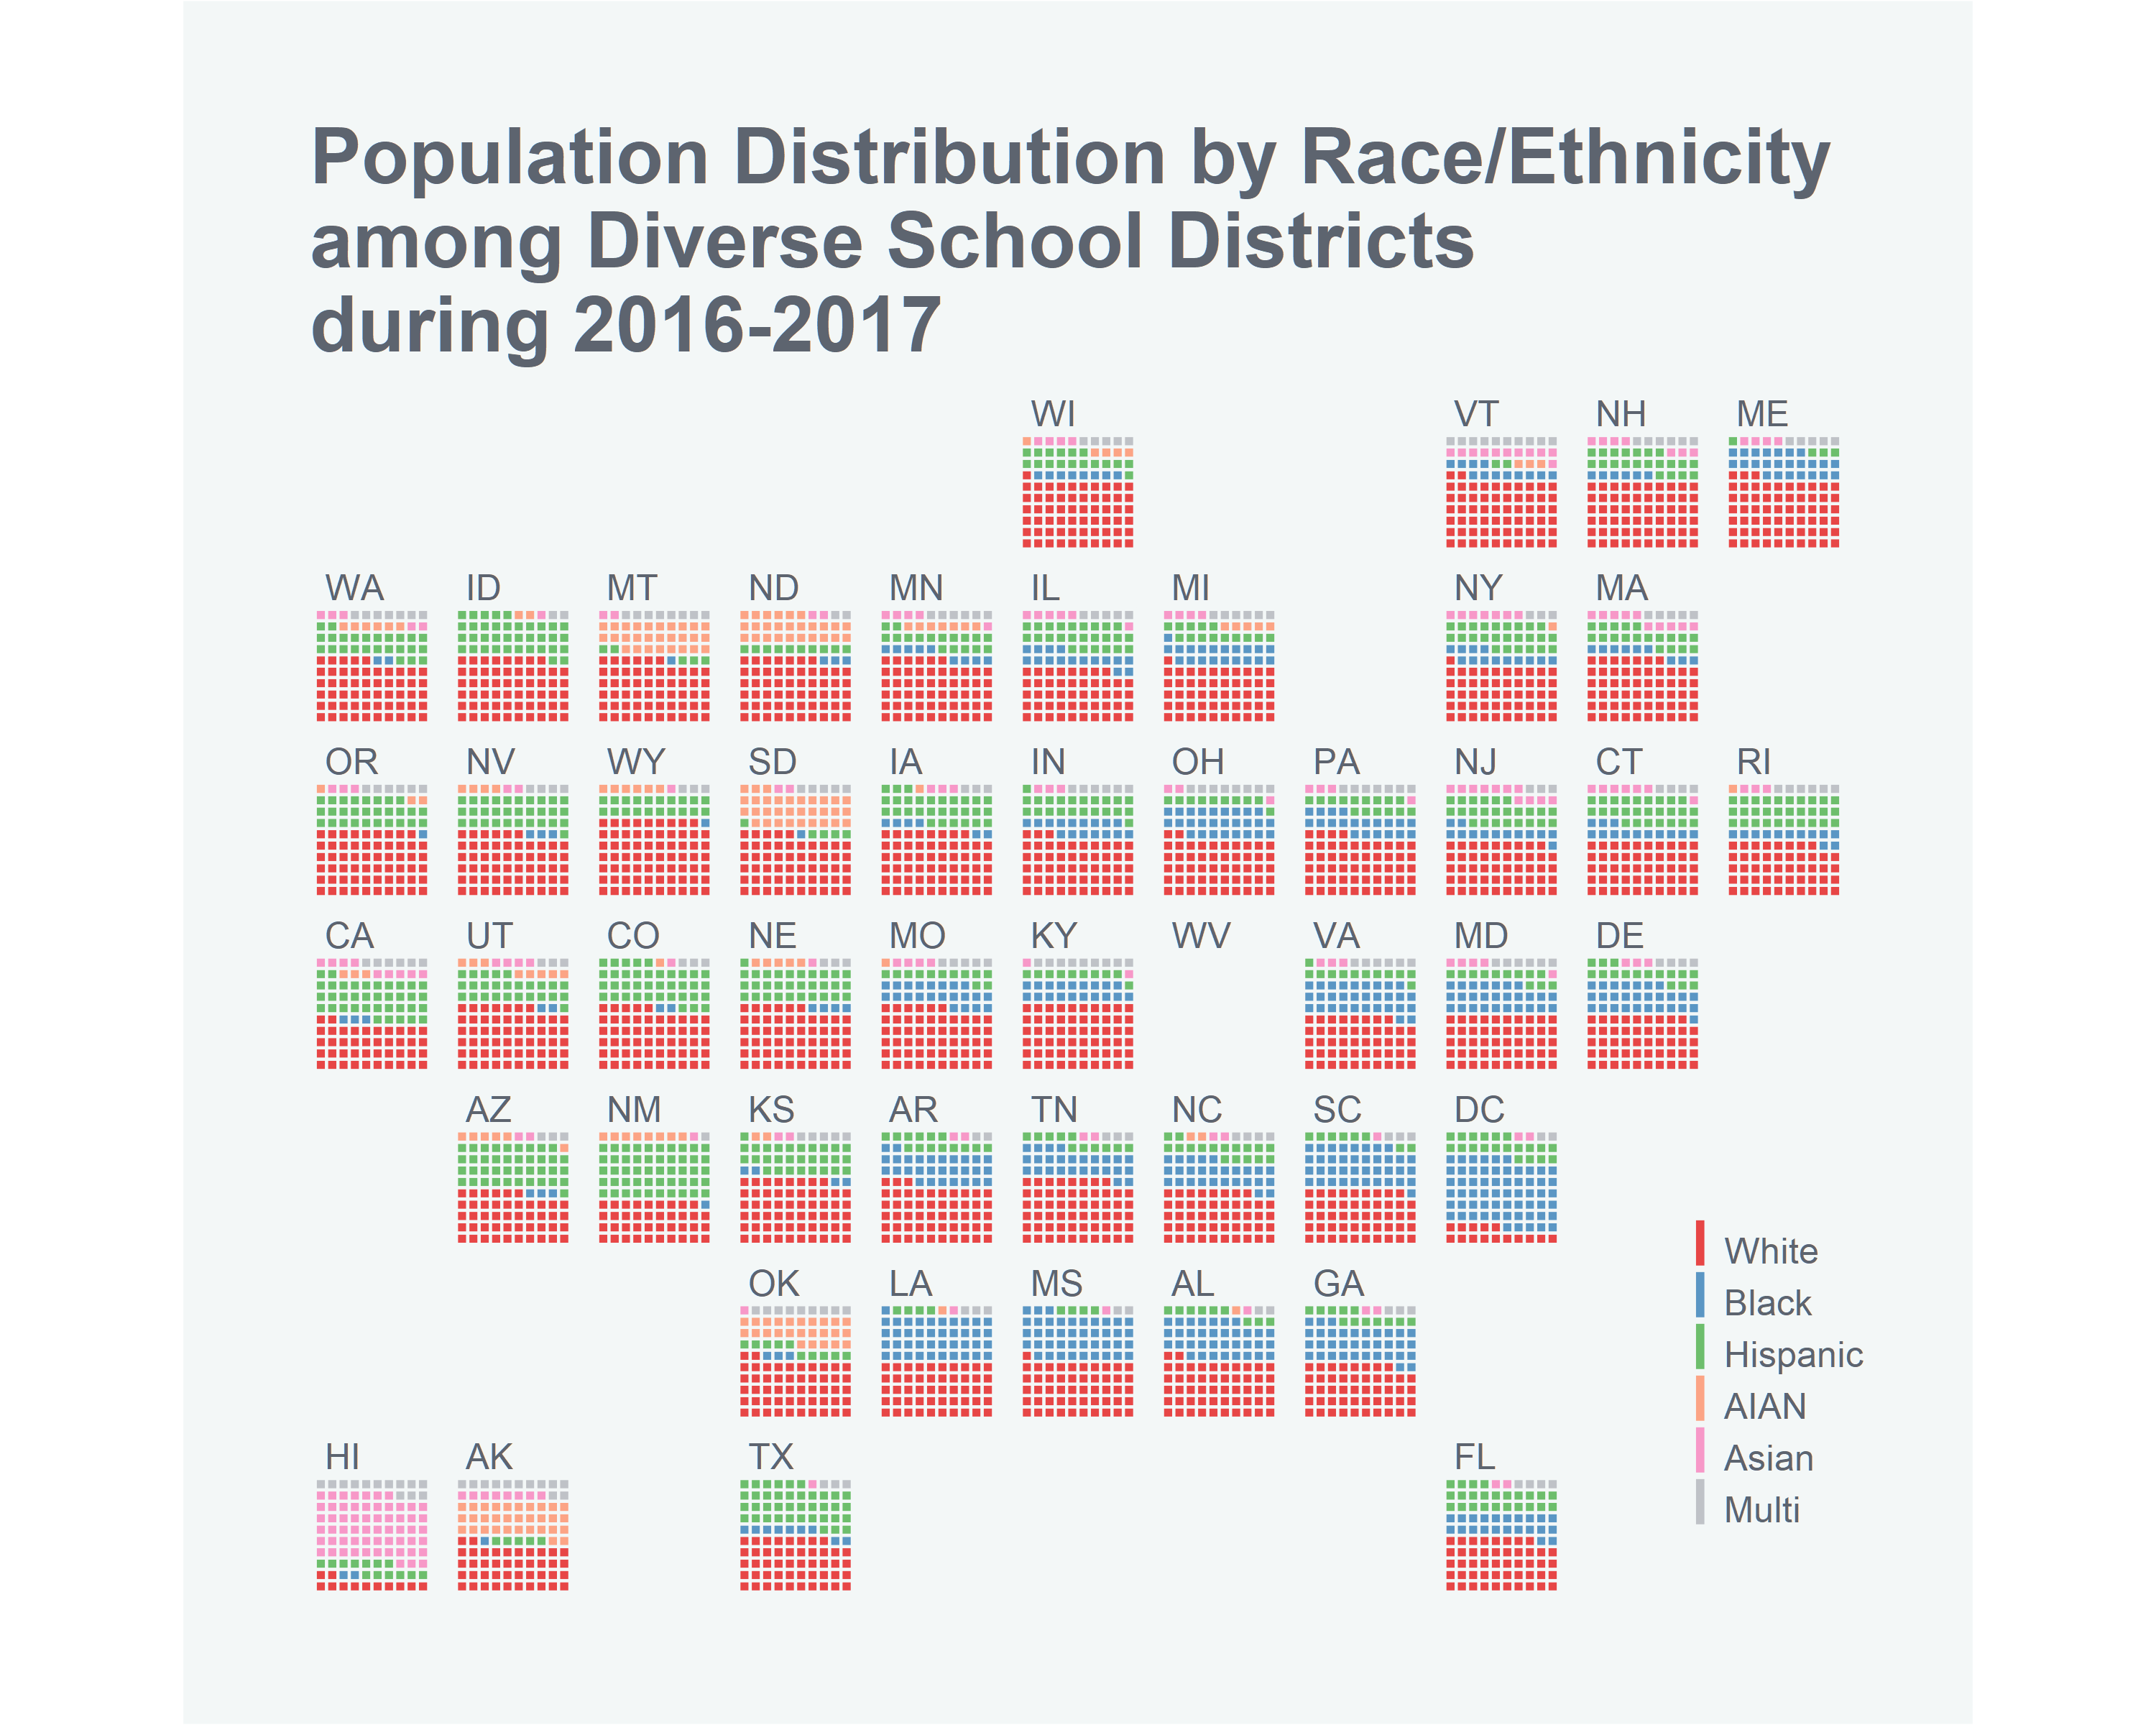 Population Distribution by Race/Ethnicity
among Diverse School Districts
during 2016-2017
WI VT NH ME
WA ID MT ND MN IL MI NY MA
OR NV WY SD IA IN OH PA NJ CT RI
CA UT CO NE MO KY WV VA MD DE
AZ NM KS AR TN NC SC DC
OK LA MS AL GA
HI AK TX FL
White
Black
Hispanic
AIAN
Asian
Multi